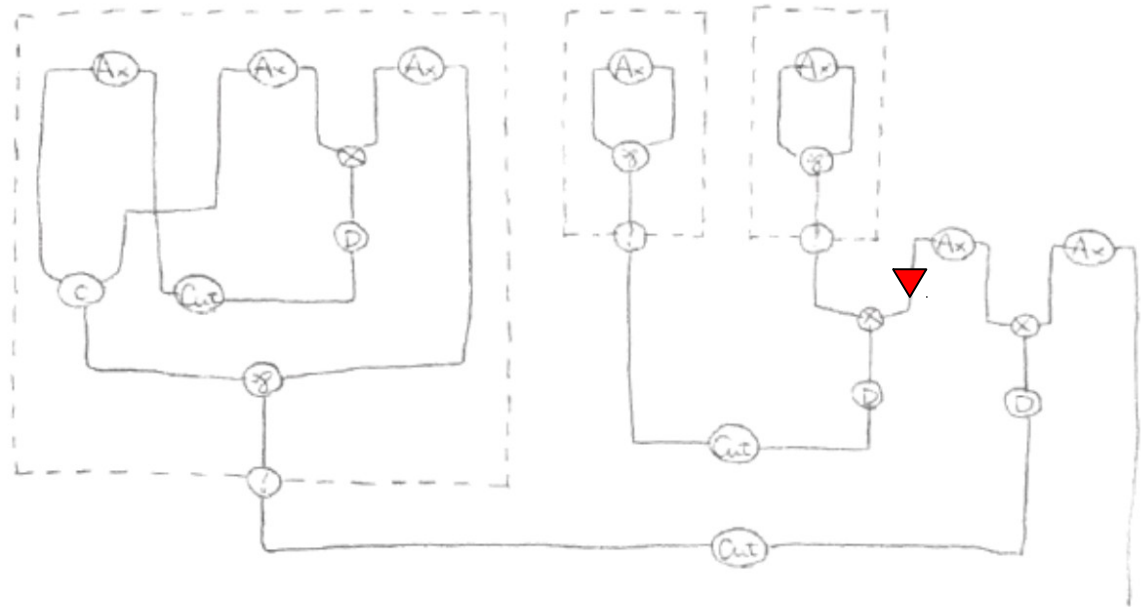 Ax Ax Ax Ax Ax
⊗ ⅋ ⅋
D ! ! Ax Ax
C Cut ⊗ ⊗
⅋ D D
Cut
!
Cut